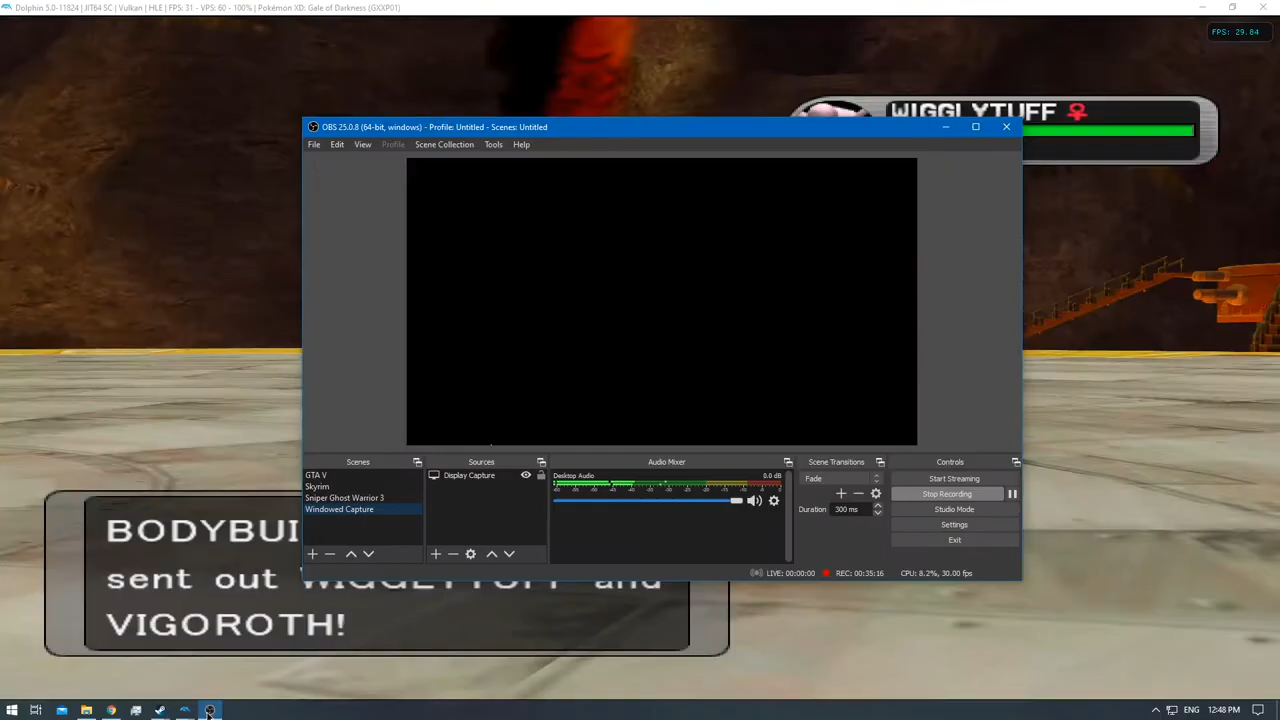 Dolphin 5.0-11824 | JIT64 SC | Vulkan | HLE | FPS: 31 - VPS: 60 - 100% | Pokémon XD: Gale of Darkness (GXXP01)
FPS: 29.84
WIGGLYTUFF ♀
OBS 25.0.8 (64-bit, windows) - Profile: Untitled - Scenes: Untitled
File Edit View Profile Scene Collection Tools Help
Scenes Sources Audio Mixer Scene Transitions Controls
GTA V
Skyrim
Sniper Ghost Warrior 3
Windowed Capture
Display Capture
Desktop Audio 0.0 dB
Fade
Duration 300 ms
Start Streaming
Stop Recording
Studio Mode
Settings
Exit
LIVE: 00:00:00 REC: 00:35:16 CPU: 8.2%, 30.00 fps
BODYBUI
sent out WIGGLYTUFF and
VIGOROTH!
ENG 12:48 PM